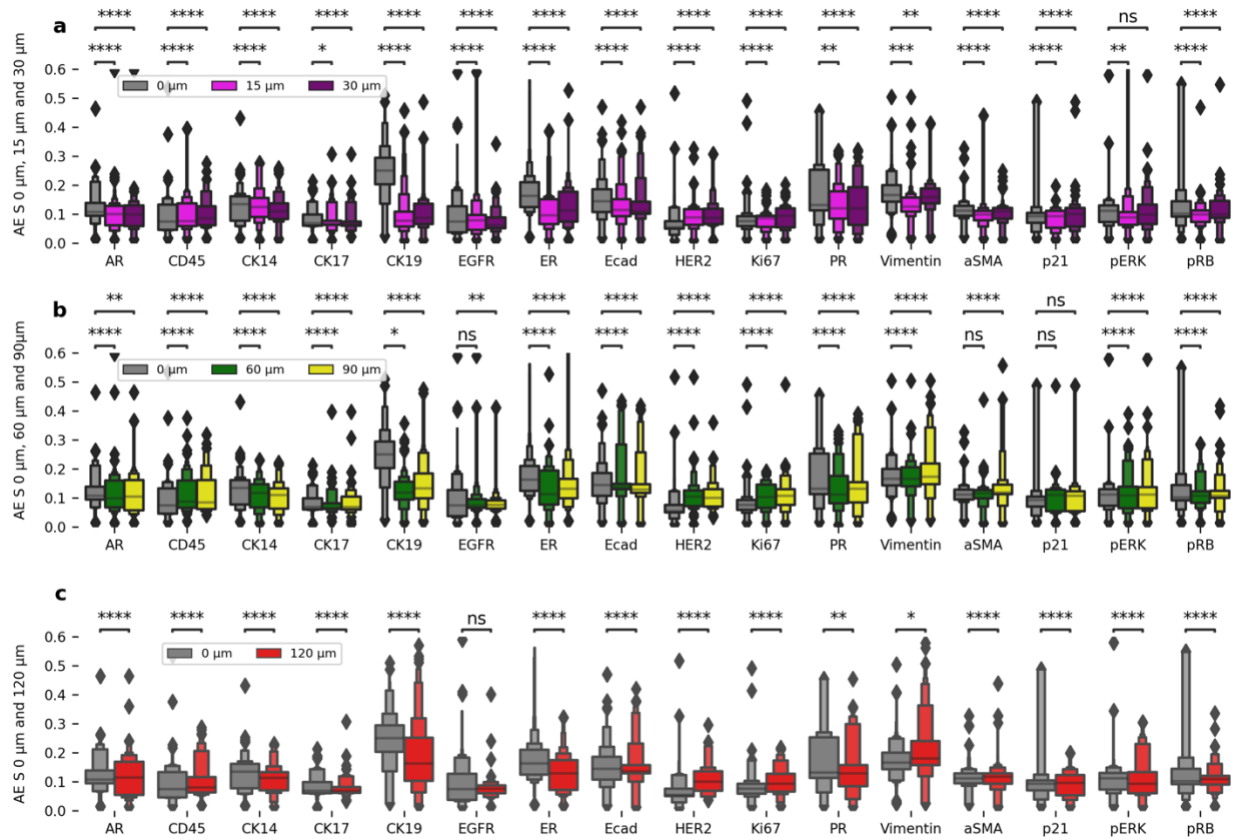 a
**** **** **** **** **** **** **** **** **** **** **** ** **** **** ns ****
**** **** **** * **** **** **** **** **** **** ** *** **** **** ** ****
AE S 0 μm, 15 μm and 30 μm
0.6
0.5
0.4
0.3
0.2
0.1
0.0
0 μm 15 μm 30 μm
AR CD45 CK14 CK17 CK19 EGFR ER Ecad HER2 Ki67 PR Vimentin aSMA p21 pERK pRB
b
** **** **** **** **** ** **** **** **** **** **** **** **** ns **** ****
**** **** **** **** * ns **** **** **** **** **** **** ns ns **** ****
AE S 0 μm, 60 μm and 90μm
0.6
0.5
0.4
0.3
0.2
0.1
0.0
0 μm 60 μm 90 μm
AR CD45 CK14 CK17 CK19 EGFR ER Ecad HER2 Ki67 PR Vimentin aSMA p21 pERK pRB
c
**** **** **** **** **** ns **** **** **** **** ** * **** **** **** ****
AE S 0 μm and 120 μm
0.6
0.5
0.4
0.3
0.2
0.1
0.0
0 μm 120 μm
AR CD45 CK14 CK17 CK19 EGFR ER Ecad HER2 Ki67 PR Vimentin aSMA p21 pERK pRB